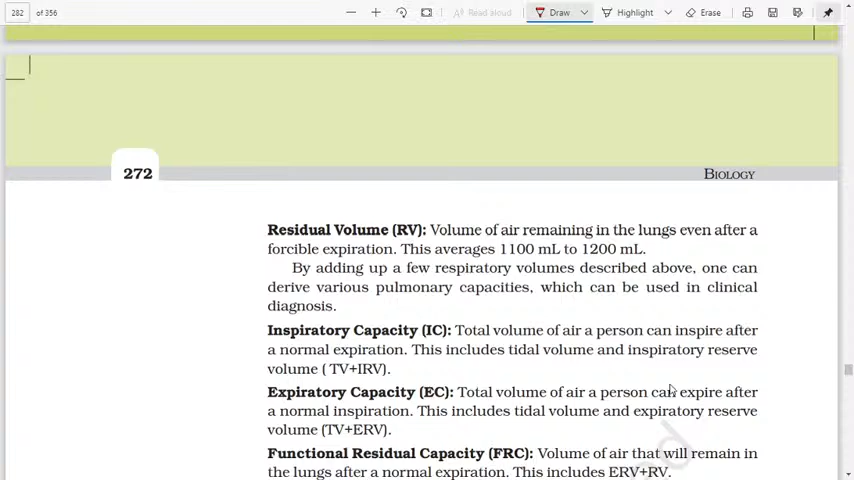 282 of 356 Read aloud Draw Highlight Erase
272 BIOLOGY
Residual Volume (RV): Volume of air remaining in the lungs even after a
forcible expiration. This averages 1100 mL to 1200 mL.
By adding up a few respiratory volumes described above, one can
derive various pulmonary capacities, which can be used in clinical
diagnosis.
Inspiratory Capacity (IC): Total volume of air a person can inspire after
a normal expiration. This includes tidal volume and inspiratory reserve
volume ( TV+IRV).
Expiratory Capacity (EC): Total volume of air a person can expire after
a normal inspiration. This includes tidal volume and expiratory reserve
volume (TV+ERV).
Functional Residual Capacity (FRC): Volume of air that will remain in
the lungs after a normal expiration. This includes ERV+RV.